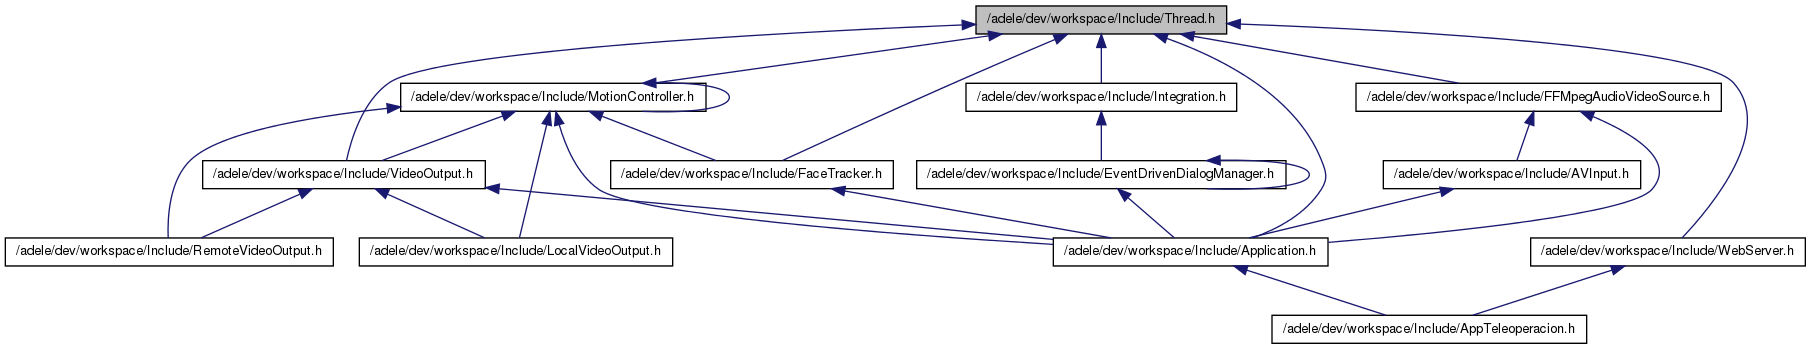 /adele/dev/workspace/Include/Thread.h
/adele/dev/workspace/Include/MotionController.h
/adele/dev/workspace/Include/Integration.h
/adele/dev/workspace/Include/FFMpegAudioVideoSource.h
/adele/dev/workspace/Include/VideoOutput.h
/adele/dev/workspace/Include/FaceTracker.h
/adele/dev/workspace/Include/EventDrivenDialogManager.h
/adele/dev/workspace/Include/AVInput.h
/adele/dev/workspace/Include/RemoteVideoOutput.h
/adele/dev/workspace/Include/LocalVideoOutput.h
/adele/dev/workspace/Include/Application.h
/adele/dev/workspace/Include/WebServer.h
/adele/dev/workspace/Include/AppTeleoperacion.h